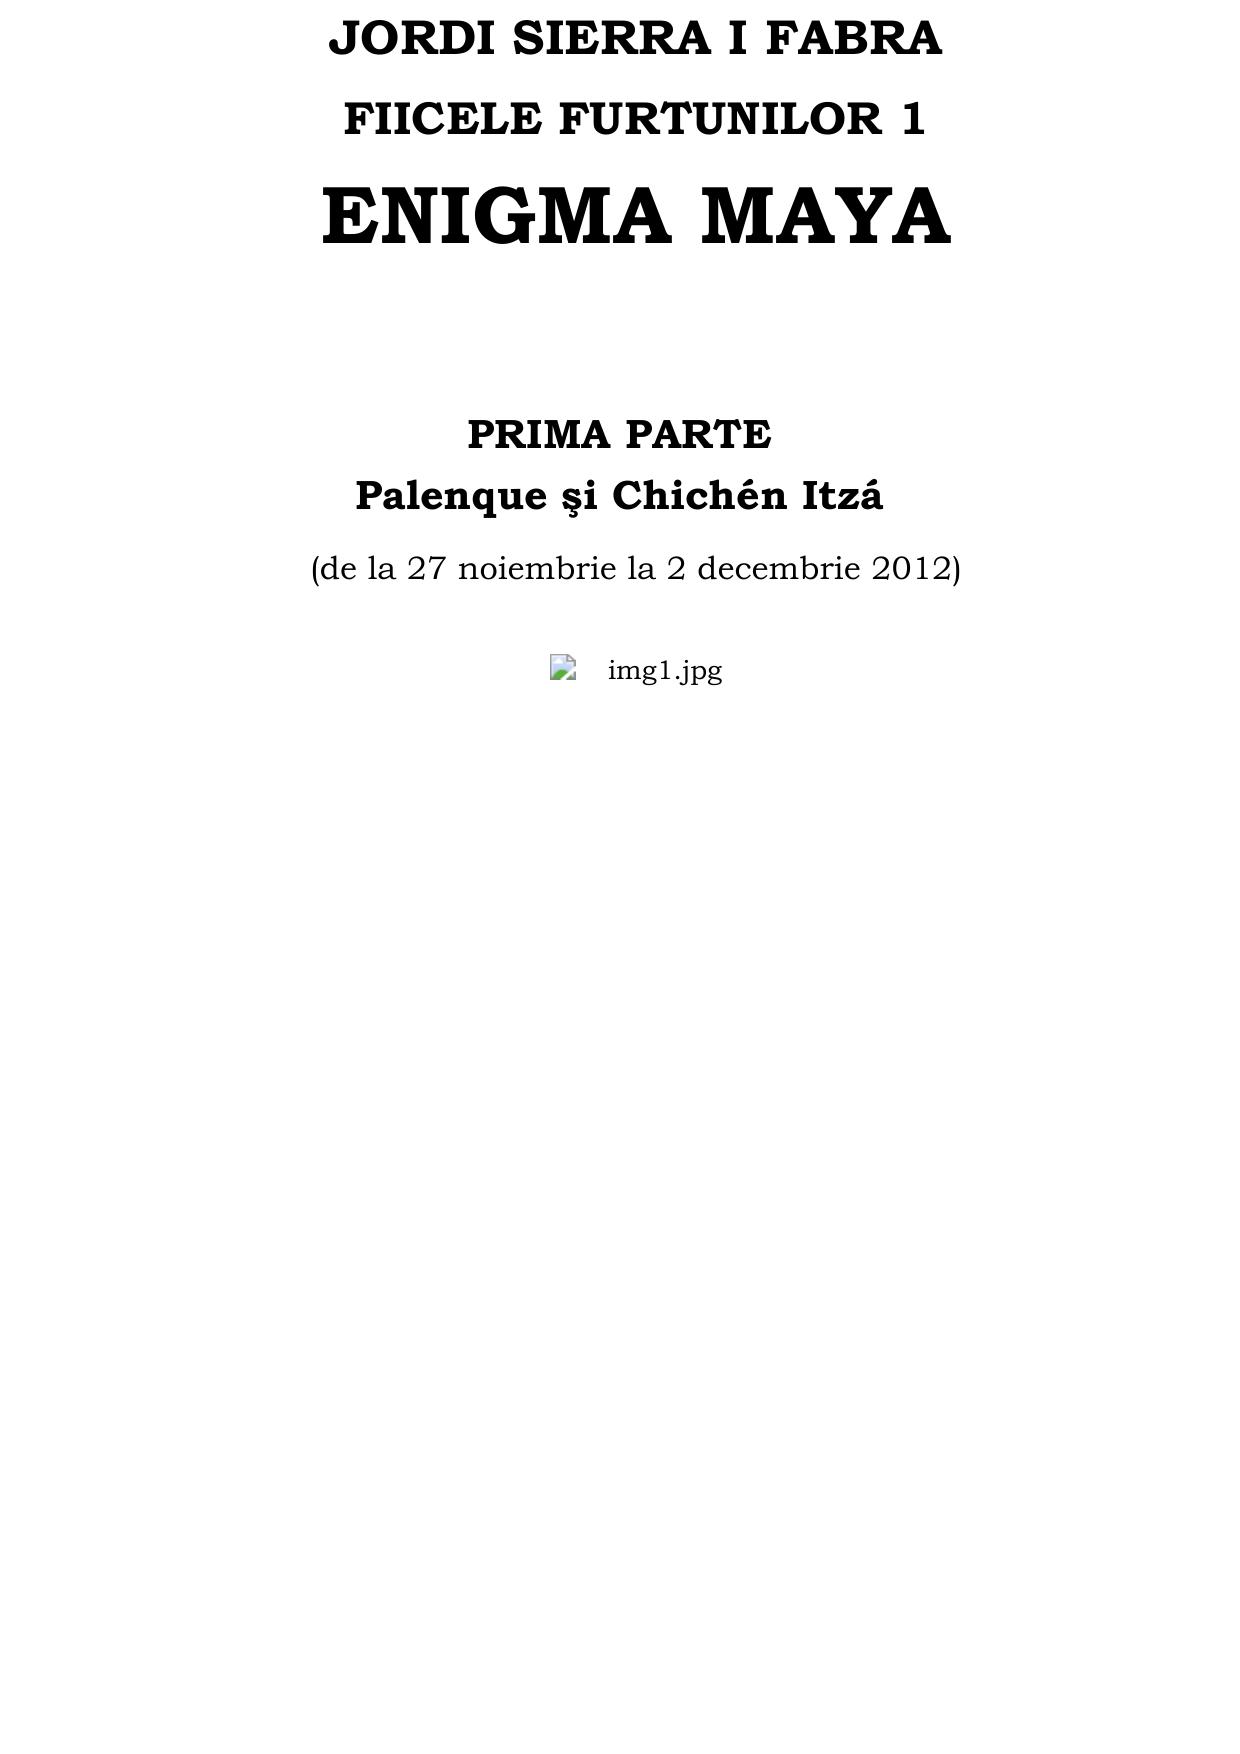 JORDI SIERRA I FABRA
FIICELE FURTUNILOR 1
ENIGMA MAYA
PRIMA PARTE
Palenque şi Chichén Itzá
(de la 27 noiembrie la 2 decembrie 2012)
img1.jpg